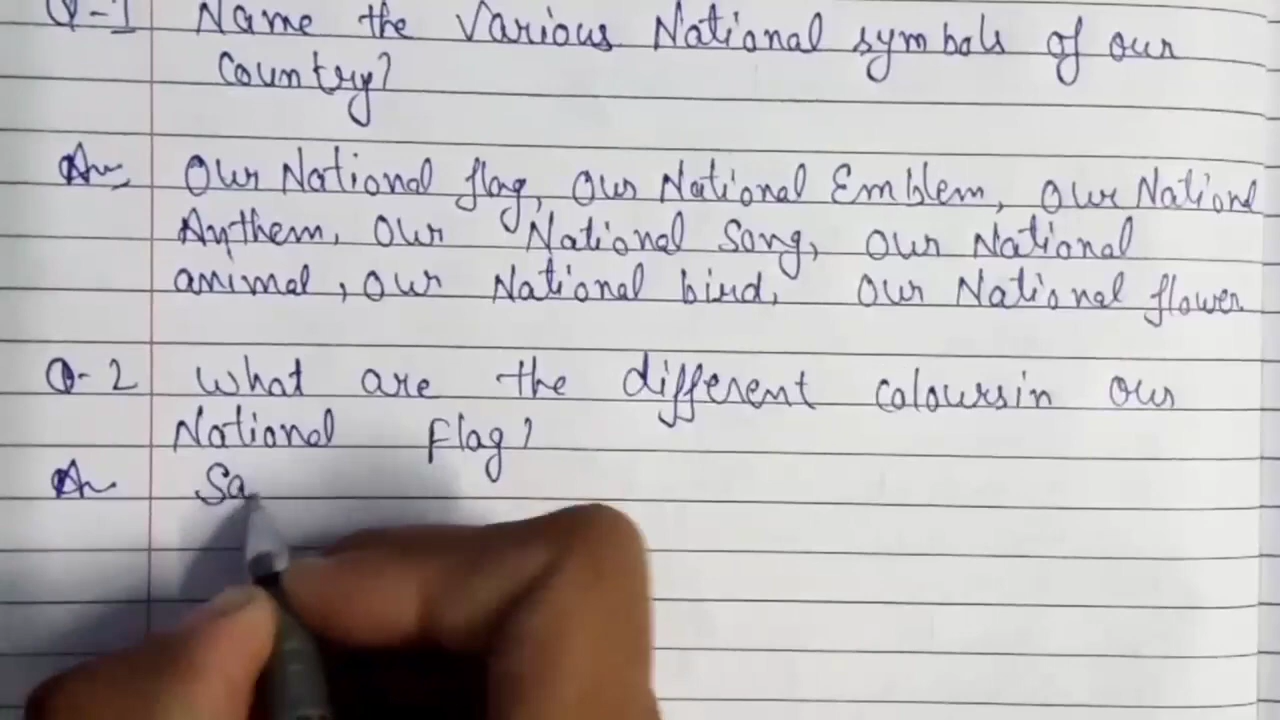 Q-1 Name the Various National symbols of our
Country?
Ans Our National flag, Our National Emblem, Our National
Anthem, Our National Song, Our National
animal, Our National bird, Our National flower
Q-2 What are the different coloursin our
National Flag?
An Sa